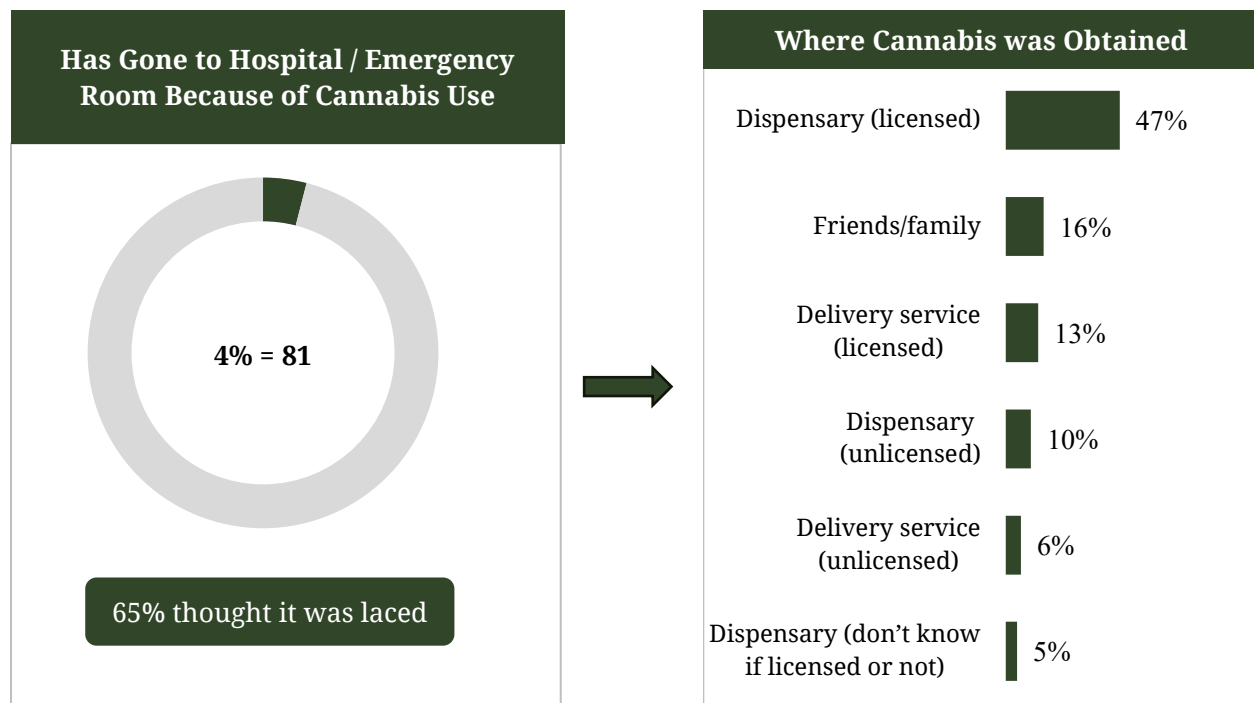 Has Gone to Hospital / Emergency
Room Because of Cannabis Use
4% = 81
65% thought it was laced
Where Cannabis was Obtained
Dispensary (licensed)
47%
Friends/family
16%
Delivery service
(licensed)
13%
Dispensary
(unlicensed)
10%
Delivery service
(unlicensed)
6%
Dispensary (don’t know
if licensed or not)
5%